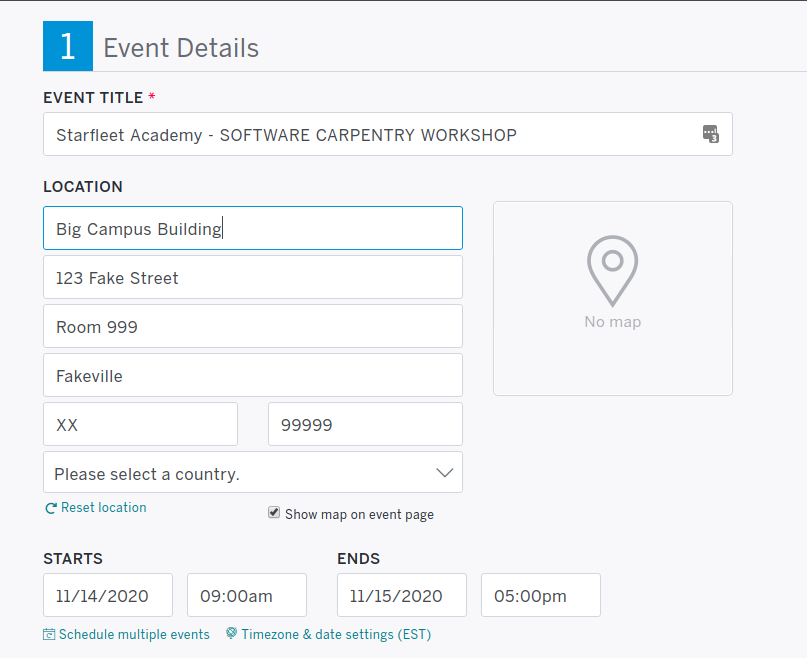 1 Event Details
EVENT TITLE *
Starfleet Academy - SOFTWARE CARPENTRY WORKSHOP
3
LOCATION
Big Campus Building
123 Fake Street
No map
Room 999
Fakeville
XX 99999
Please select a country.
Reset location Show map on event page
STARTS ENDS
11/14/2020 09:00am 11/15/2020 05:00pm
Schedule multiple events Timezone & date settings (EST)